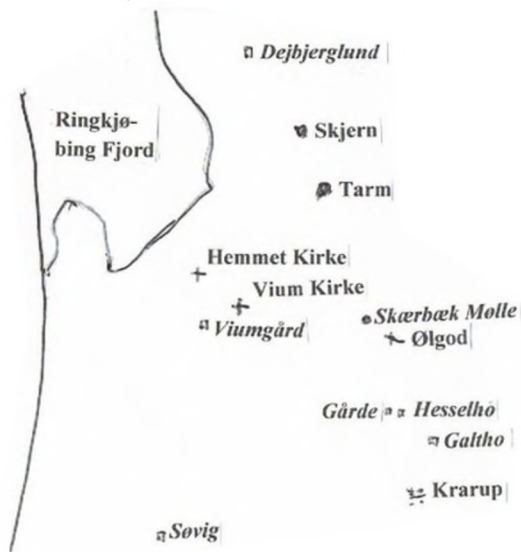 Dejbjerglund
Ringkjø-
bing Fjord
Skjern
Tarm
Hemmet Kirke
Vium Kirke
Viumgård
Skærbæk Mølle
Ølgod
Gårde
Hesselho
Galtho
Krarup
Søvig